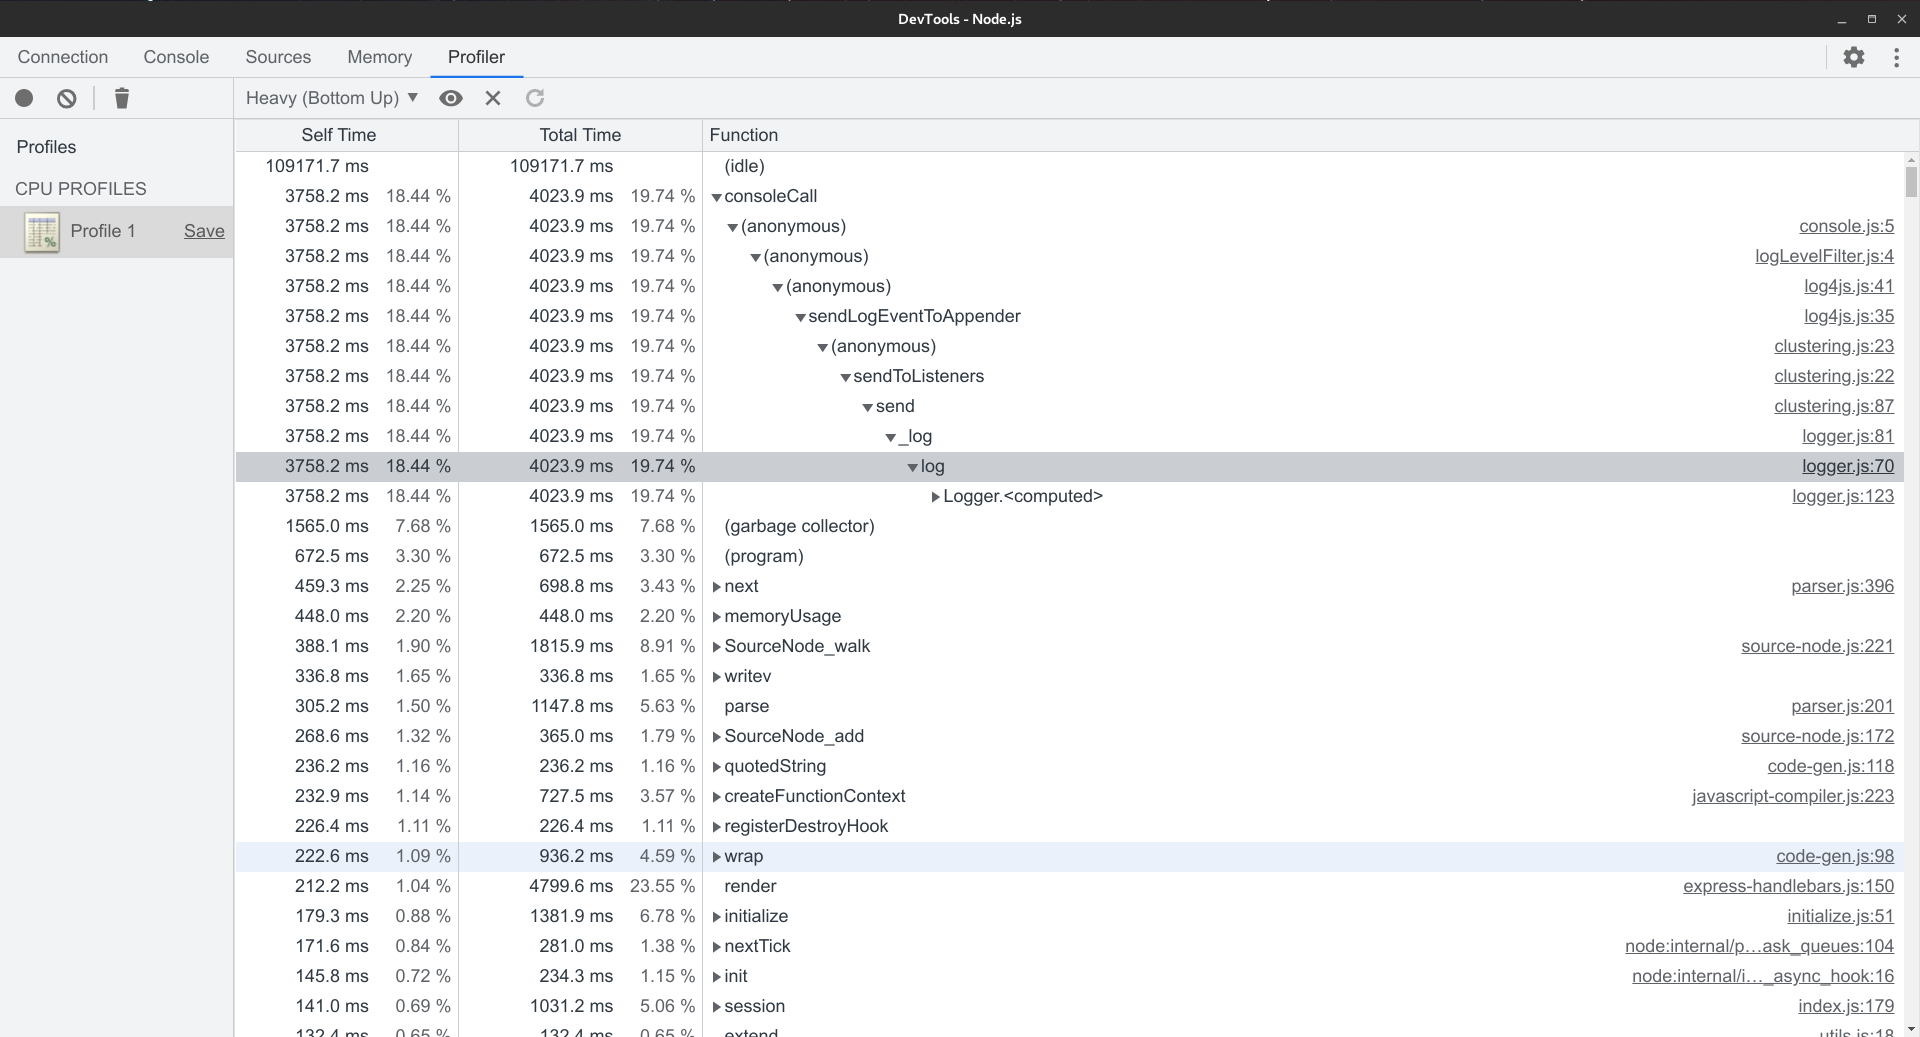 DevTools - Node.js
Connection Console Sources Memory Profiler
Heavy (Bottom Up)
Profiles
CPU PROFILES
Profile 1 Save
Self Time Total Time Function
109171.7 ms 109171.7 ms (idle)
3758.2 ms 18.44 % 4023.9 ms 19.74 % consoleCall
3758.2 ms 18.44 % 4023.9 ms 19.74 % (anonymous) console.js:5
3758.2 ms 18.44 % 4023.9 ms 19.74 % (anonymous) logLevelFilter.js:4
3758.2 ms 18.44 % 4023.9 ms 19.74 % (anonymous) log4js.js:41
3758.2 ms 18.44 % 4023.9 ms 19.74 % sendLogEventToAppender log4js.js:35
3758.2 ms 18.44 % 4023.9 ms 19.74 % (anonymous) clustering.js:23
3758.2 ms 18.44 % 4023.9 ms 19.74 % sendToListeners clustering.js:22
3758.2 ms 18.44 % 4023.9 ms 19.74 % send clustering.js:87
3758.2 ms 18.44 % 4023.9 ms 19.74 % _log logger.js:81
3758.2 ms 18.44 % 4023.9 ms 19.74 % log logger.js:70
3758.2 ms 18.44 % 4023.9 ms 19.74 % Logger.<computed> logger.js:123
1565.0 ms 7.68 % 1565.0 ms 7.68 % (garbage collector)
672.5 ms 3.30 % 672.5 ms 3.30 % (program)
459.3 ms 2.25 % 698.8 ms 3.43 % next parser.js:396
448.0 ms 2.20 % 448.0 ms 2.20 % memoryUsage
388.1 ms 1.90 % 1815.9 ms 8.91 % SourceNode_walk source-node.js:221
336.8 ms 1.65 % 336.8 ms 1.65 % writev
305.2 ms 1.50 % 1147.8 ms 5.63 % parse parser.js:201
268.6 ms 1.32 % 365.0 ms 1.79 % SourceNode_add source-node.js:172
236.2 ms 1.16 % 236.2 ms 1.16 % quotedString code-gen.js:118
232.9 ms 1.14 % 727.5 ms 3.57 % createFunctionContext javascript-compiler.js:223
226.4 ms 1.11 % 226.4 ms 1.11 % registerDestroyHook
222.6 ms 1.09 % 936.2 ms 4.59 % wrap code-gen.js:98
212.2 ms 1.04 % 4799.6 ms 23.55 % render express-handlebars.js:150
179.3 ms 0.88 % 1381.9 ms 6.78 % initialize initialize.js:51
171.6 ms 0.84 % 281.0 ms 1.38 % nextTick node:internal/p…ask_queues:104
145.8 ms 0.72 % 234.3 ms 1.15 % init node:internal/i…_async_hook:16
141.0 ms 0.69 % 1031.2 ms 5.06 % session index.js:179
132.4 ms 0.65 % 132.4 ms 0.65 % extend utils.js:18